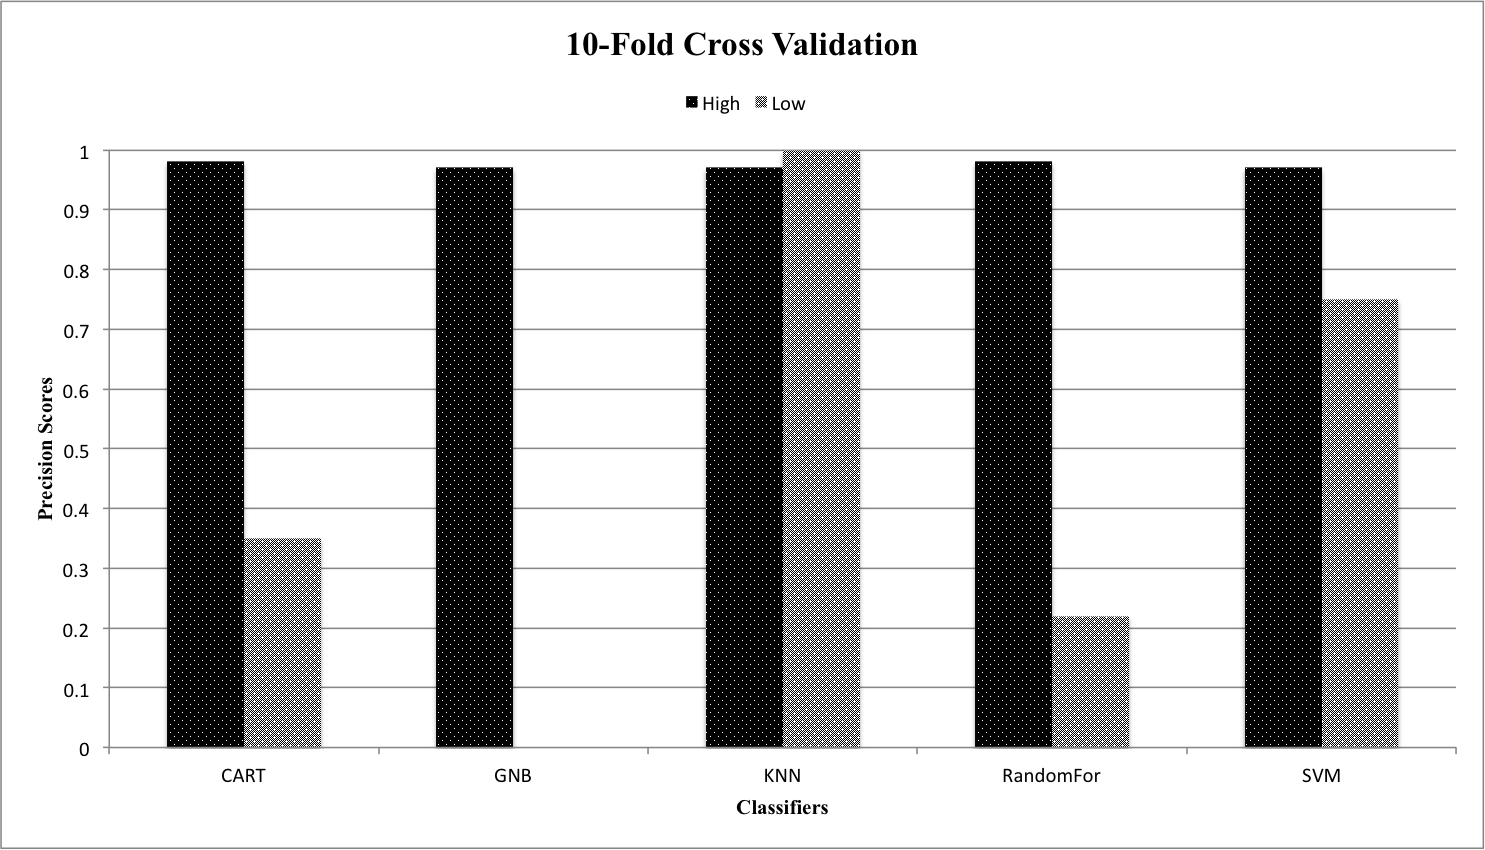 10-Fold Cross Validation
High Low
1
0.9
0.8
0.7
0.6
0.5
0.4
0.3
0.2
0.1
0
Precision Scores
CART GNB KNN RandomFor SVM
Classifiers